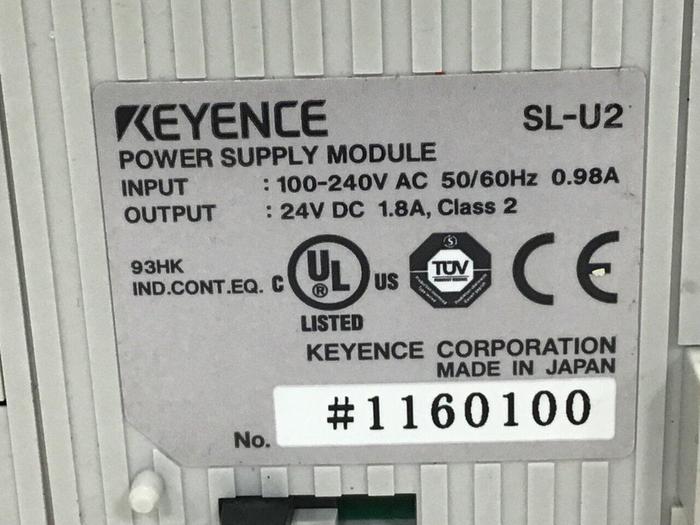 KEYENCE SL-U2
POWER SUPPLY MODULE
INPUT : 100-240V AC 50/60Hz 0.98A
OUTPUT : 24V DC 1.8A, Class 2
93HK
IND.CONT.EQ. C UL ® US TÜV CE
LISTED
KEYENCE CORPORATION
MADE IN JAPAN
No. #1160100